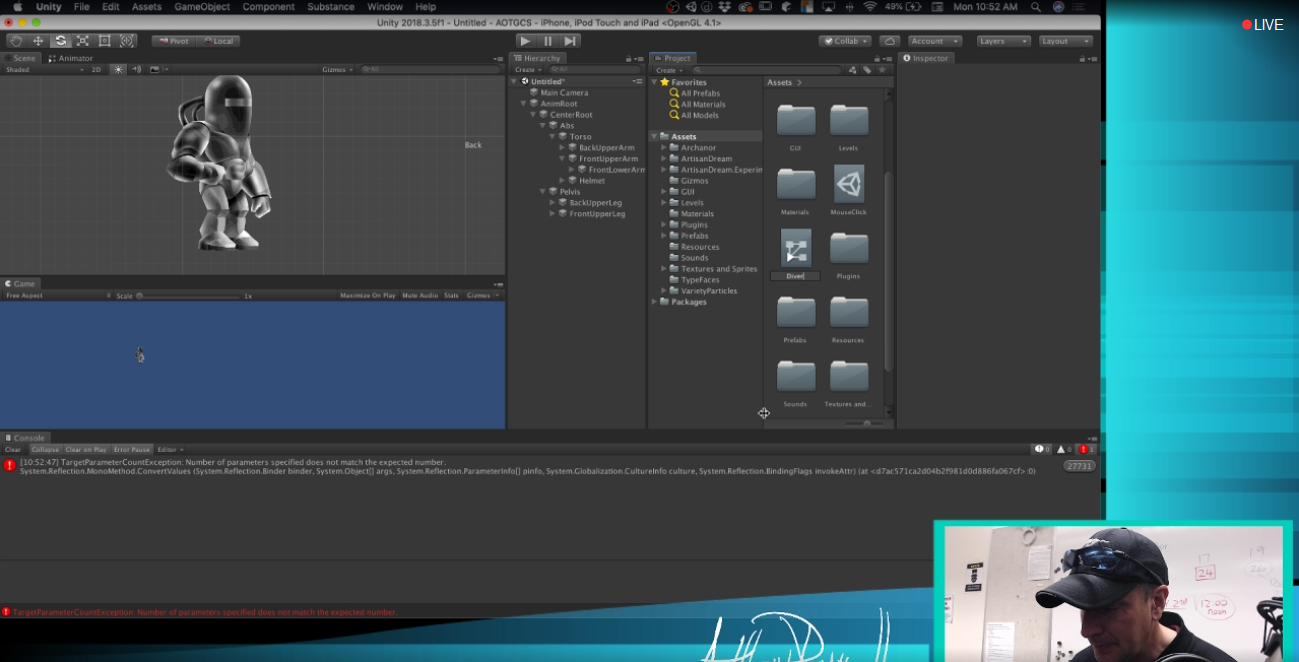 Unity File Edit Assets GameObject Component Substance Window Help
49% Mon 10:52 AM
LIVE
Unity 2018.3.5f1 - Untitled - AOTGCS - iPhone, iPod Touch and iPad <OpenGL 4.1>
Pivot Local
Collab Account Layers Layout
Scene Animator
Shaded 2D Gizmos All
Back
Hierarchy
Create All
Untitled*
Main Camera
AnimRoot
CenterRoot
Abs
Torso
BackUpperArm
FrontUpperArm
FrontLowerArm
Helmet
Pelvis
BackUpperLeg
FrontUpperLeg
Project
Create
Favorites
All Prefabs
All Materials
All Models
Assets
Archanor
ArtisanDream
ArtisanDream.Experim
Gizmos
GUI
Levels
Materials
Plugins
Prefabs
Resources
Sounds
Textures and Sprites
TypeFaces
VarietyParticles
Packages
Assets >
GUI Levels
Materials MouseClick
Diver Plugins
Prefabs Resources
Sounds Textures and...
Inspector
Game
Free Aspect Scale 1x Maximize On Play Mute Audio Stats Gizmos
Console
Clear Collapse Clear on Play Error Pause Editor
[10:52:47] TargetParameterCountException: Number of parameters specified does not match the expected number.
System.Reflection.MonoMethod.ConvertValues (System.Reflection.Binder binder, System.Object[] args, System.Reflection.ParameterInfo[] pinfo, System.Globalization.CultureInfo culture, System.Reflection.BindingFlags invokeAttr) (at <d7ac571ca2d04b2f981d0d886fa067cf>:0)
27731
TargetParameterCountException: Number of parameters specified does not match the expected number.
17 19
24
12:00
noon